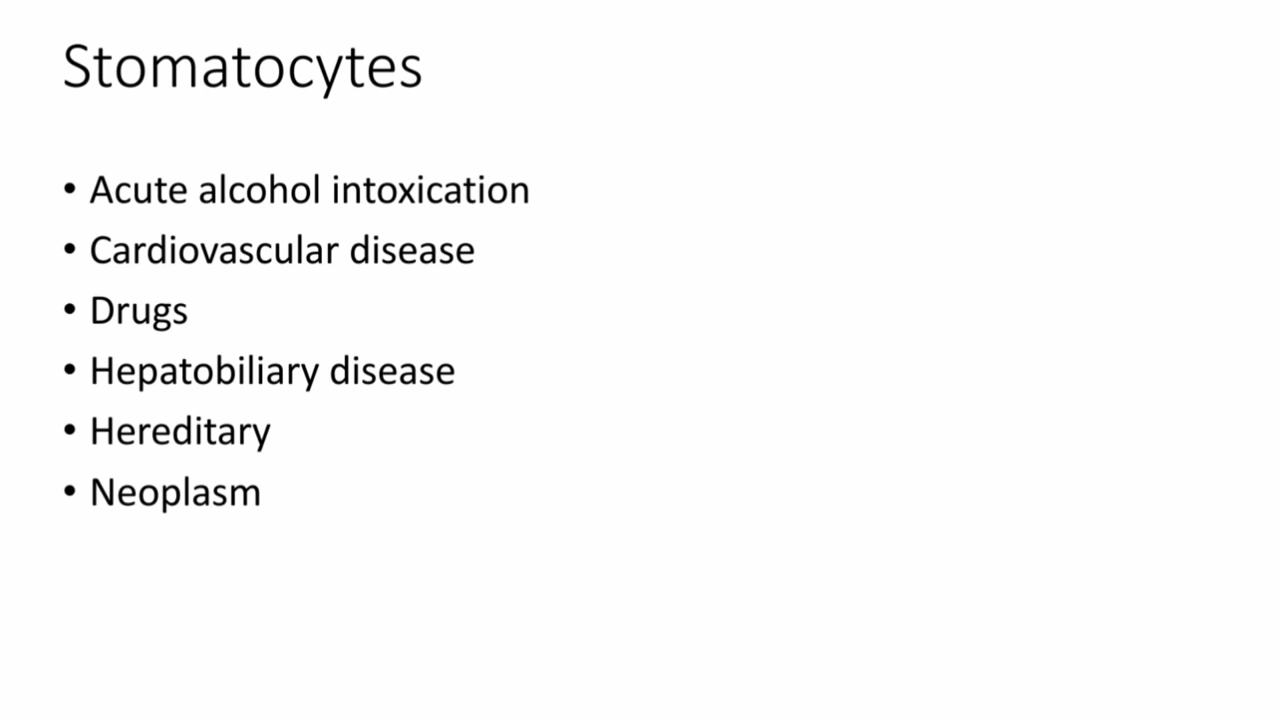 Stomatocytes
• Acute alcohol intoxication
• Cardiovascular disease
• Drugs
• Hepatobiliary disease
• Hereditary
• Neoplasm